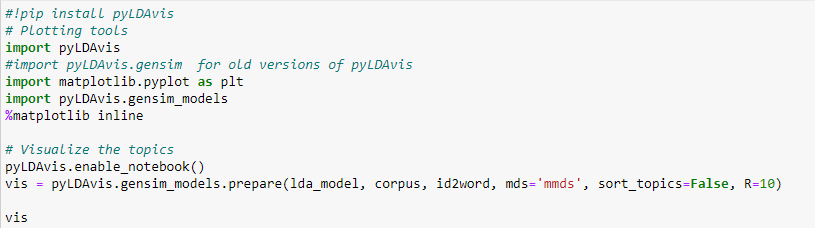 #!pip install pyLDAvis
# Plotting tools
import pyLDAvis
#import pyLDAvis.gensim  for old versions of pyLDAvis
import matplotlib.pyplot as plt
import pyLDAvis.gensim_models
%matplotlib inline

# Visualize the topics
pyLDAvis.enable_notebook()
vis = pyLDAvis.gensim_models.prepare(lda_model, corpus, id2word, mds='mmds', sort_topics=False, R=10)

vis